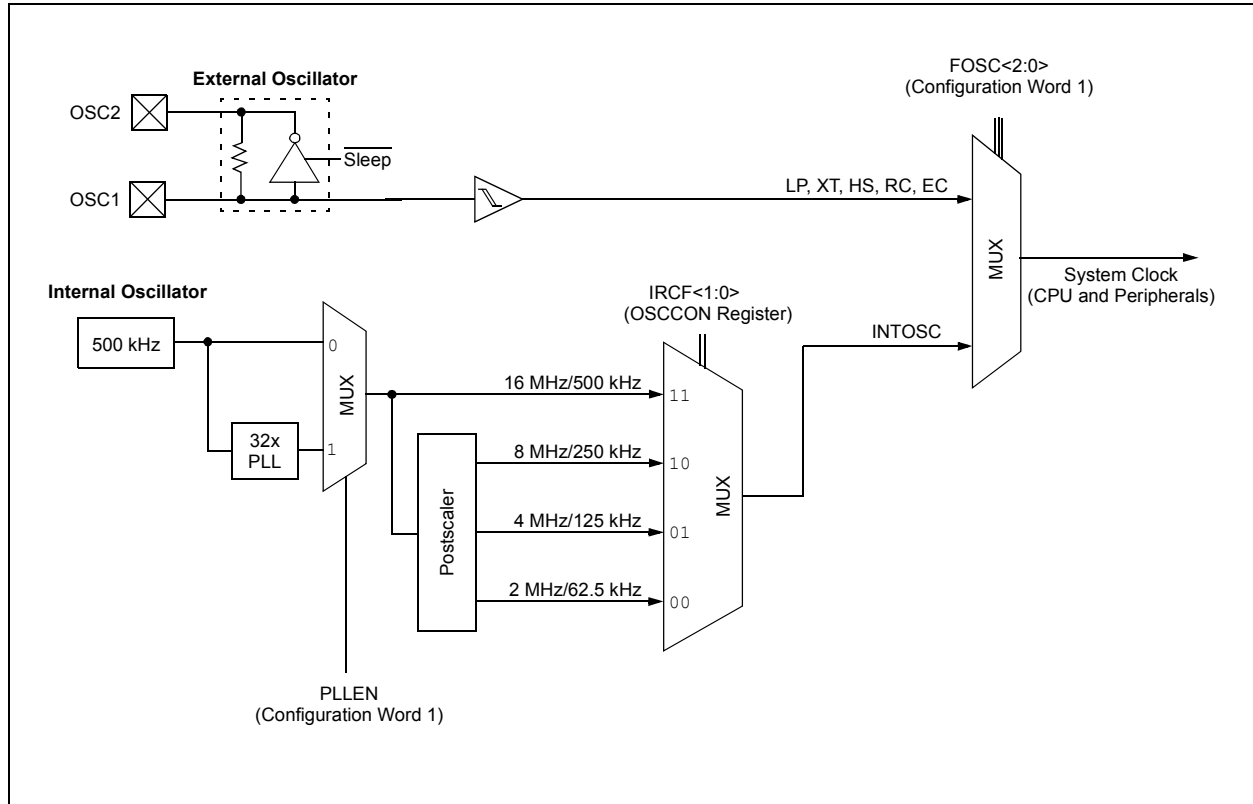 External Oscillator
OSC2
Sleep
OSC1
FOSC<2:0>
(Configuration Word 1)
LP, XT, HS, RC, EC
MUX
System Clock
(CPU and Peripherals)
Internal Oscillator
500 kHz
0
MUX
32x
PLL
1
IRCF<1:0>
(OSCCON Register)
INTOSC
16 MHz/500 kHz
11
8 MHz/250 kHz
10
MUX
Postscaler
4 MHz/125 kHz
01
2 MHz/62.5 kHz
00
PLLEN
(Configuration Word 1)